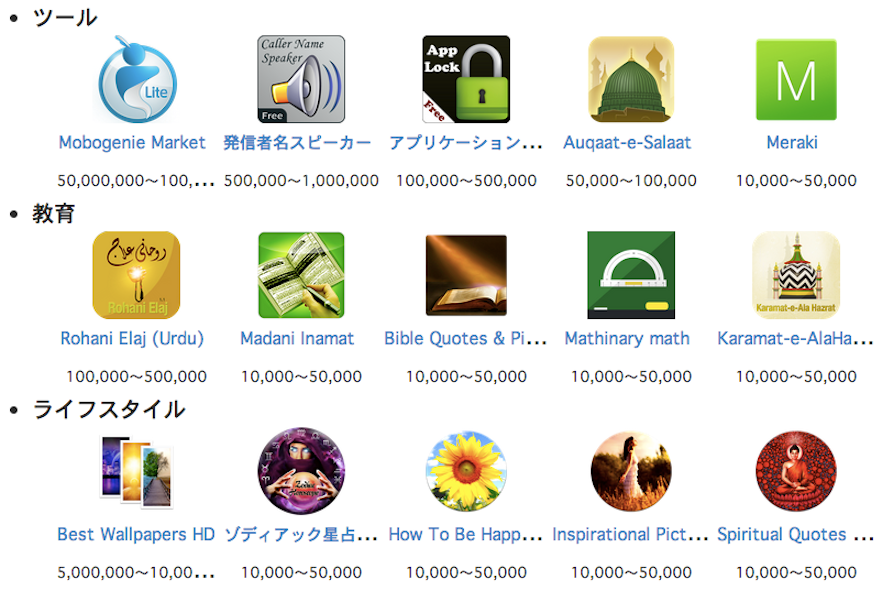 ツール
Lite
Caller Name
Speaker
Free
App
Lock
Free
M
Mobogenie Market 発信者名スピーカー アプリケーション... Auqaat-e-Salaat Meraki
50,000,000〜100,... 500,000〜1,000,000 100,000〜500,000 50,000〜100,000 10,000〜50,000
教育
روحانی علاج
Rohani Elaj
Karamat-e-Ala Hazrat
Rohani Elaj (Urdu) Madani Inamat Bible Quotes & Pi... Mathinary math Karamat-e-AlaHa...
100,000〜500,000 10,000〜50,000 10,000〜50,000 10,000〜50,000 10,000〜50,000
ライフスタイル
Best Wallpapers HD ゾディアック星占... How To Be Happ... Inspirational Pict... Spiritual Quotes ...
5,000,000〜10,00... 10,000〜50,000 10,000〜50,000 10,000〜50,000 10,000〜50,000